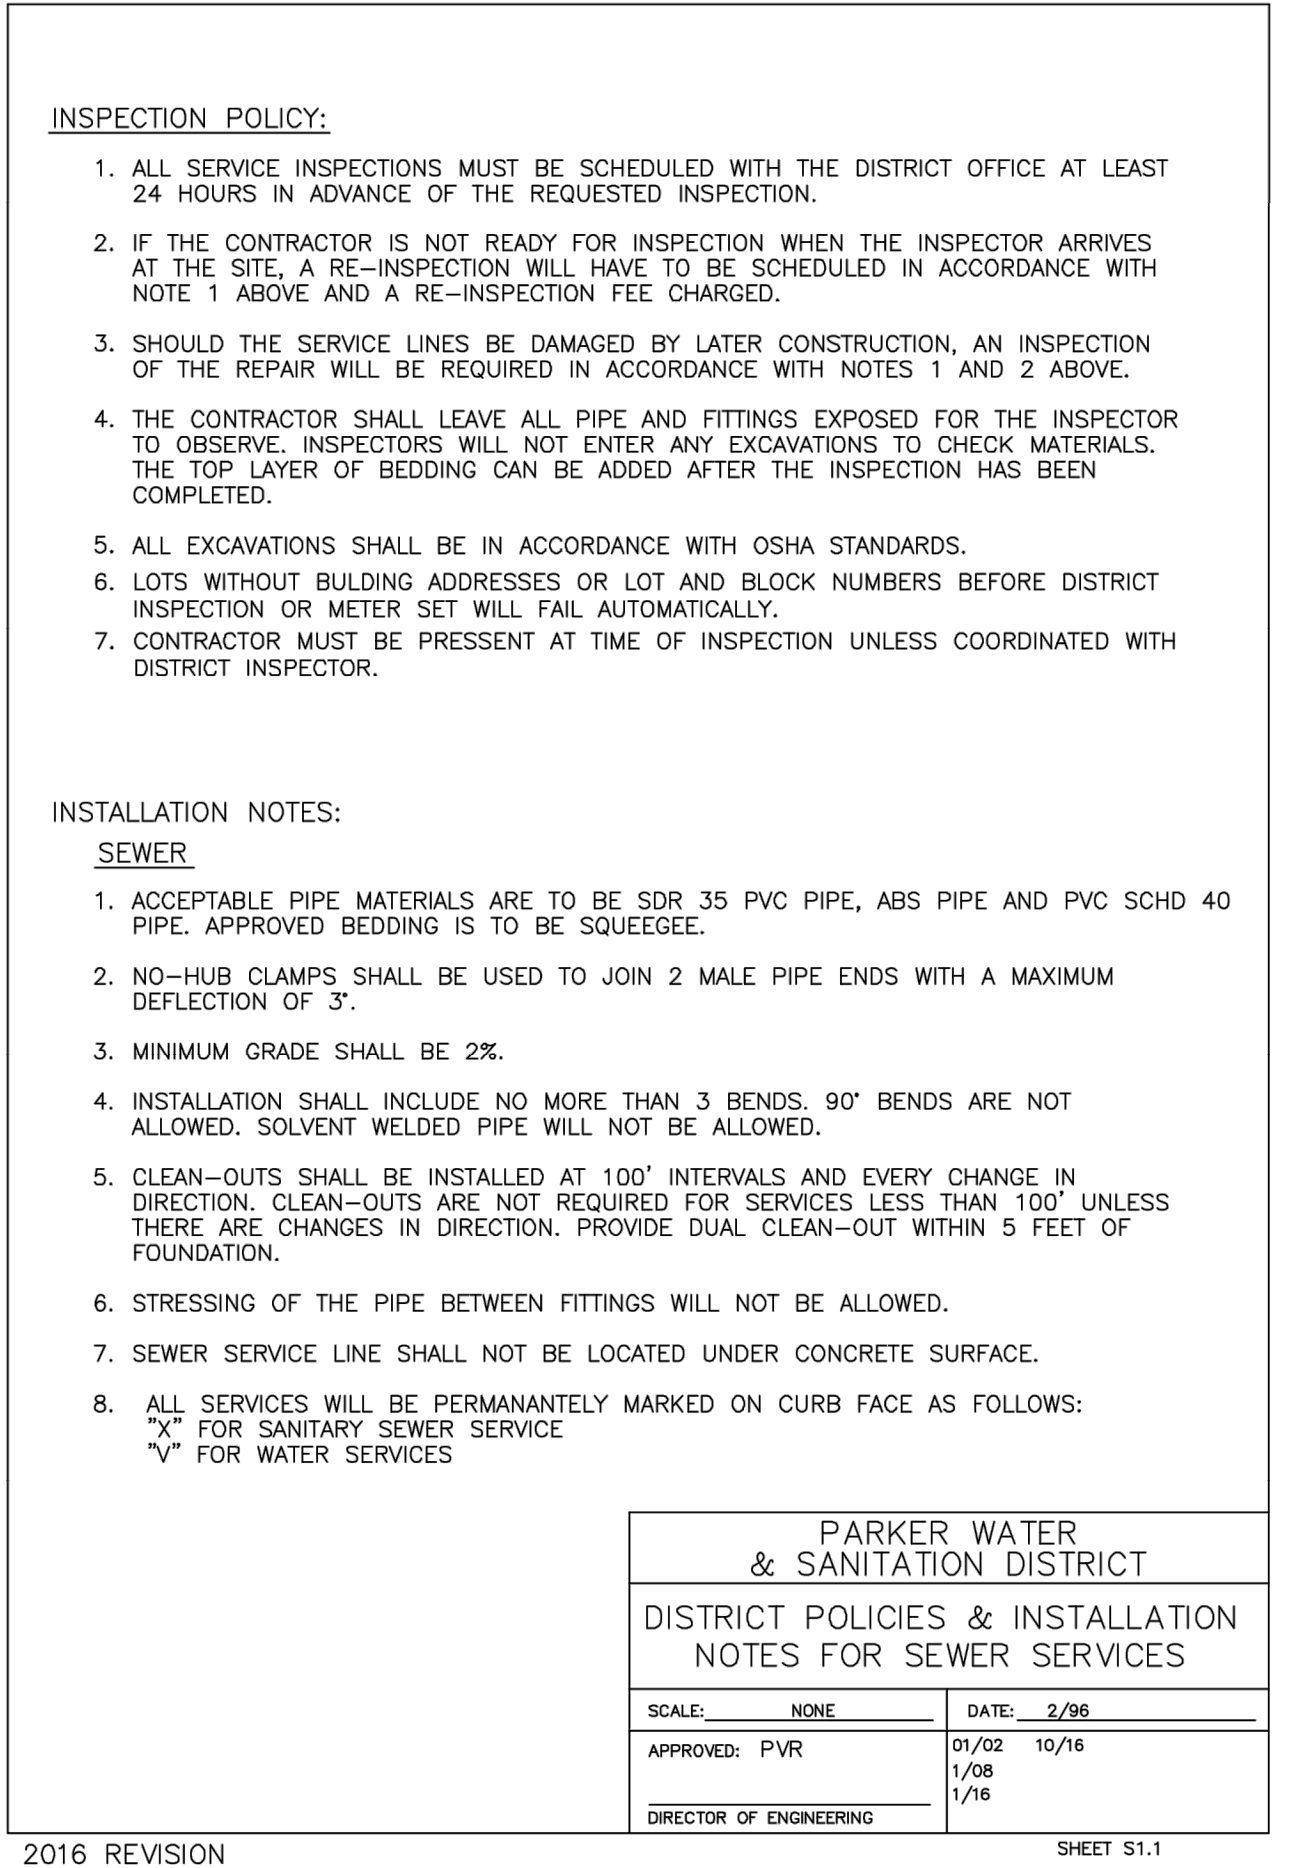 INSPECTION POLICY:
1. ALL SERVICE INSPECTIONS MUST BE SCHEDULED WITH THE DISTRICT OFFICE AT LEAST
24 HOURS IN ADVANCE OF THE REQUESTED INSPECTION.
2. IF THE CONTRACTOR IS NOT READY FOR INSPECTION WHEN THE INSPECTOR ARRIVES
AT THE SITE, A RE-INSPECTION WILL HAVE TO BE SCHEDULED IN ACCORDANCE WITH
NOTE 1 ABOVE AND A RE-INSPECTION FEE CHARGED.
3. SHOULD THE SERVICE LINES BE DAMAGED BY LATER CONSTRUCTION, AN INSPECTION
OF THE REPAIR WILL BE REQUIRED IN ACCORDANCE WITH NOTES 1 AND 2 ABOVE.
4. THE CONTRACTOR SHALL LEAVE ALL PIPE AND FITTINGS EXPOSED FOR THE INSPECTOR
TO OBSERVE. INSPECTORS WILL NOT ENTER ANY EXCAVATIONS TO CHECK MATERIALS.
THE TOP LAYER OF BEDDING CAN BE ADDED AFTER THE INSPECTION HAS BEEN
COMPLETED.
5. ALL EXCAVATIONS SHALL BE IN ACCORDANCE WITH OSHA STANDARDS.
6. LOTS WITHOUT BULDING ADDRESSES OR LOT AND BLOCK NUMBERS BEFORE DISTRICT
INSPECTION OR METER SET WILL FAIL AUTOMATICALLY.
7. CONTRACTOR MUST BE PRESSENT AT TIME OF INSPECTION UNLESS COORDINATED WITH
DISTRICT INSPECTOR.
INSTALLATION NOTES:
SEWER
1. ACCEPTABLE PIPE MATERIALS ARE TO BE SDR 35 PVC PIPE, ABS PIPE AND PVC SCHD 40
PIPE. APPROVED BEDDING IS TO BE SQUEEGEE.
2. NO-HUB CLAMPS SHALL BE USED TO JOIN 2 MALE PIPE ENDS WITH A MAXIMUM
DEFLECTION OF 3°.
3. MINIMUM GRADE SHALL BE 2%.
4. INSTALLATION SHALL INCLUDE NO MORE THAN 3 BENDS. 90° BENDS ARE NOT
ALLOWED. SOLVENT WELDED PIPE WILL NOT BE ALLOWED.
5. CLEAN-OUTS SHALL BE INSTALLED AT 100' INTERVALS AND EVERY CHANGE IN
DIRECTION. CLEAN-OUTS ARE NOT REQUIRED FOR SERVICES LESS THAN 100' UNLESS
THERE ARE CHANGES IN DIRECTION. PROVIDE DUAL CLEAN-OUT WITHIN 5 FEET OF
FOUNDATION.
6. STRESSING OF THE PIPE BETWEEN FITTINGS WILL NOT BE ALLOWED.
7. SEWER SERVICE LINE SHALL NOT BE LOCATED UNDER CONCRETE SURFACE.
8. ALL SERVICES WILL BE PERMANANTELY MARKED ON CURB FACE AS FOLLOWS:
"X" FOR SANITARY SEWER SERVICE
"V" FOR WATER SERVICES
PARKER WATER
& SANITATION DISTRICT
DISTRICT POLICIES & INSTALLATION
NOTES FOR SEWER SERVICES
SCALE: NONE
DATE: 2/96
APPROVED: PVR
DIRECTOR OF ENGINEERING
01/02 10/16
1/08
1/16
2016 REVISION
SHEET S1.1